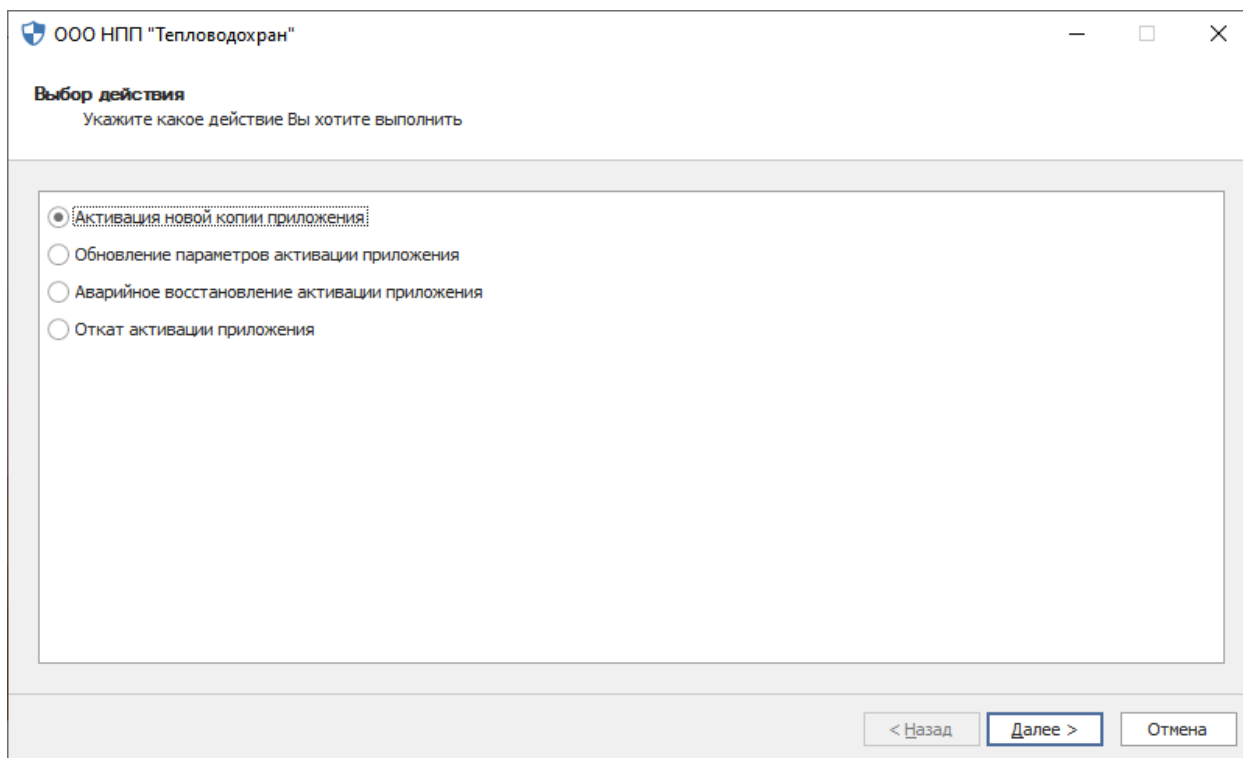 ООО НПП "Тепловодохран"
Выбор действия
Укажите какое действие Вы хотите выполнить
Активация новой копии приложения
Обновление параметров активации приложения
Аварийное восстановление активации приложения
Откат активации приложения
< Назад
Далее >
Отмена